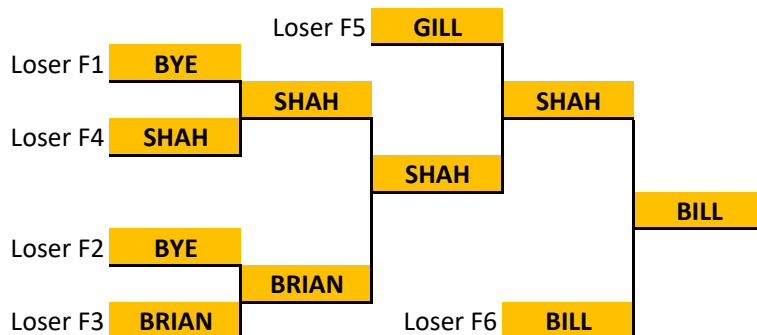 Loser F5 GILL
Loser F1 BYE
SHAH SHAH
Loser F4 SHAH
SHAH
BILL
Loser F2 BYE
BRIAN
Loser F3 BRIAN Loser F6 BILL